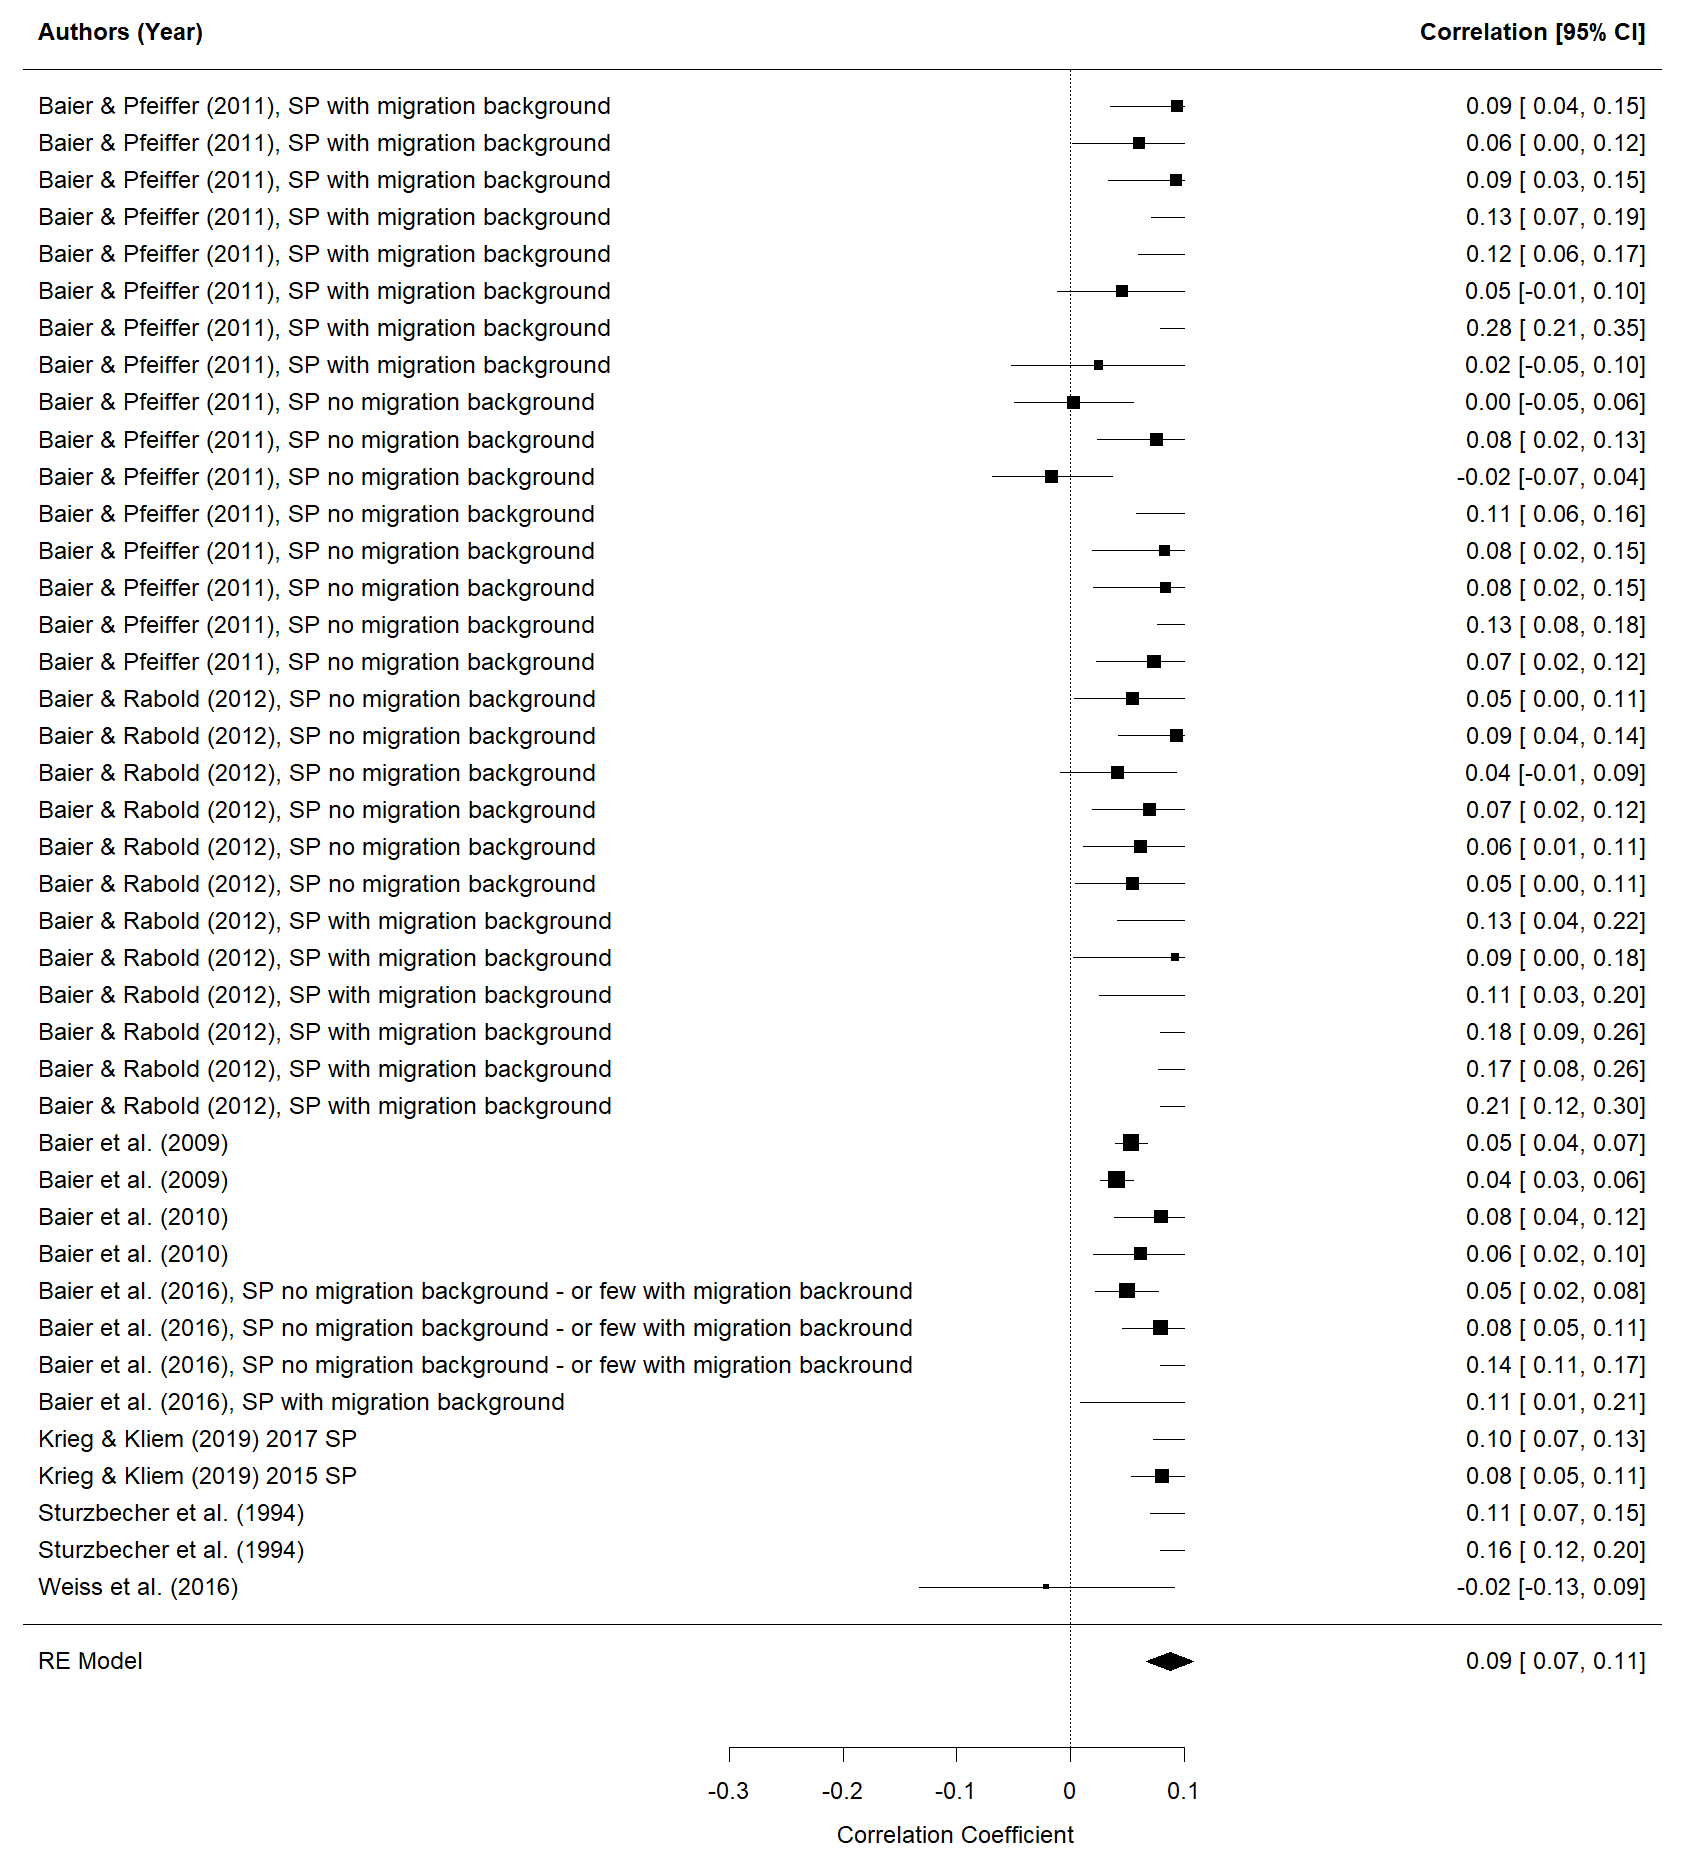 Authors (Year) Correlation [95% CI]
Baier & Pfeiffer (2011), SP with migration background 0.09 [ 0.04, 0.15]
Baier & Pfeiffer (2011), SP with migration background 0.06 [ 0.00, 0.12]
Baier & Pfeiffer (2011), SP with migration background 0.09 [ 0.03, 0.15]
Baier & Pfeiffer (2011), SP with migration background 0.13 [ 0.07, 0.19]
Baier & Pfeiffer (2011), SP with migration background 0.12 [ 0.06, 0.17]
Baier & Pfeiffer (2011), SP with migration background 0.05 [-0.01, 0.10]
Baier & Pfeiffer (2011), SP with migration background 0.28 [ 0.21, 0.35]
Baier & Pfeiffer (2011), SP with migration background 0.02 [-0.05, 0.10]
Baier & Pfeiffer (2011), SP no migration background 0.00 [-0.05, 0.06]
Baier & Pfeiffer (2011), SP no migration background 0.08 [ 0.02, 0.13]
Baier & Pfeiffer (2011), SP no migration background -0.02 [-0.07, 0.04]
Baier & Pfeiffer (2011), SP no migration background 0.11 [ 0.06, 0.16]
Baier & Pfeiffer (2011), SP no migration background 0.08 [ 0.02, 0.15]
Baier & Pfeiffer (2011), SP no migration background 0.08 [ 0.02, 0.15]
Baier & Pfeiffer (2011), SP no migration background 0.13 [ 0.08, 0.18]
Baier & Pfeiffer (2011), SP no migration background 0.07 [ 0.02, 0.12]
Baier & Rabold (2012), SP no migration background 0.05 [ 0.00, 0.11]
Baier & Rabold (2012), SP no migration background 0.09 [ 0.04, 0.14]
Baier & Rabold (2012), SP no migration background 0.04 [-0.01, 0.09]
Baier & Rabold (2012), SP no migration background 0.07 [ 0.02, 0.12]
Baier & Rabold (2012), SP no migration background 0.06 [ 0.01, 0.11]
Baier & Rabold (2012), SP no migration background 0.05 [ 0.00, 0.11]
Baier & Rabold (2012), SP with migration background 0.13 [ 0.04, 0.22]
Baier & Rabold (2012), SP with migration background 0.09 [ 0.00, 0.18]
Baier & Rabold (2012), SP with migration background 0.11 [ 0.03, 0.20]
Baier & Rabold (2012), SP with migration background 0.18 [ 0.09, 0.26]
Baier & Rabold (2012), SP with migration background 0.17 [ 0.08, 0.26]
Baier & Rabold (2012), SP with migration background 0.21 [ 0.12, 0.30]
Baier et al. (2009) 0.05 [ 0.04, 0.07]
Baier et al. (2009) 0.04 [ 0.03, 0.06]
Baier et al. (2010) 0.08 [ 0.04, 0.12]
Baier et al. (2010) 0.06 [ 0.02, 0.10]
Baier et al. (2016), SP no migration background - or few with migration backround 0.05 [ 0.02, 0.08]
Baier et al. (2016), SP no migration background - or few with migration backround 0.08 [ 0.05, 0.11]
Baier et al. (2016), SP no migration background - or few with migration backround 0.14 [ 0.11, 0.17]
Baier et al. (2016), SP with migration background 0.11 [ 0.01, 0.21]
Krieg & Kliem (2019) 2017 SP 0.10 [ 0.07, 0.13]
Krieg & Kliem (2019) 2015 SP 0.08 [ 0.05, 0.11]
Sturzbecher et al. (1994) 0.11 [ 0.07, 0.15]
Sturzbecher et al. (1994) 0.16 [ 0.12, 0.20]
Weiss et al. (2016) -0.02 [-0.13, 0.09]
RE Model 0.09 [ 0.07, 0.11]
-0.3 -0.2 -0.1 0 0.1
Correlation Coefficient